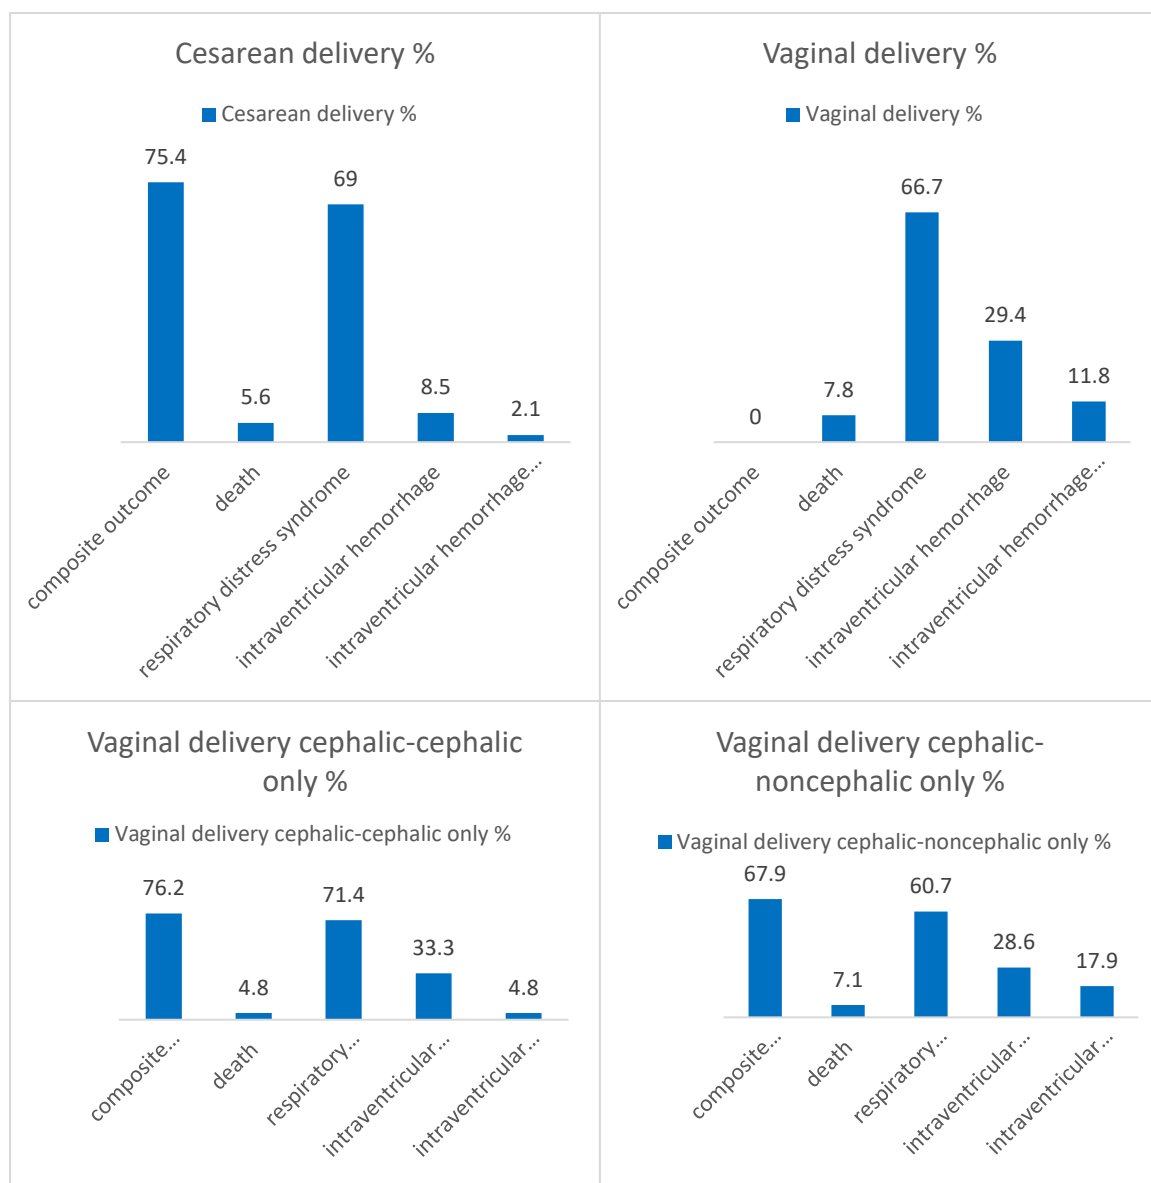 Cesarean delivery %
Cesarean delivery %
75.4
5.6
69
8.5
2.1
composite outcome
death
respiratory distress syndrome
intraventricular hemorrhage
intraventricular hemorrhage...
Vaginal delivery %
Vaginal delivery %
0
7.8
66.7
29.4
11.8
composite outcome
death
respiratory distress syndrome
intraventricular hemorrhage
intraventricular hemorrhage...
Vaginal delivery cephalic-cephalic
only %
Vaginal delivery cephalic-cephalic only %
76.2
4.8
71.4
33.3
4.8
composite...
death
respiratory...
intraventricular...
intraventricular...
Vaginal delivery cephalic-
noncephalic only %
Vaginal delivery cephalic-noncephalic only %
67.9
7.1
60.7
28.6
17.9
composite...
death
respiratory...
intraventricular...
intraventricular...